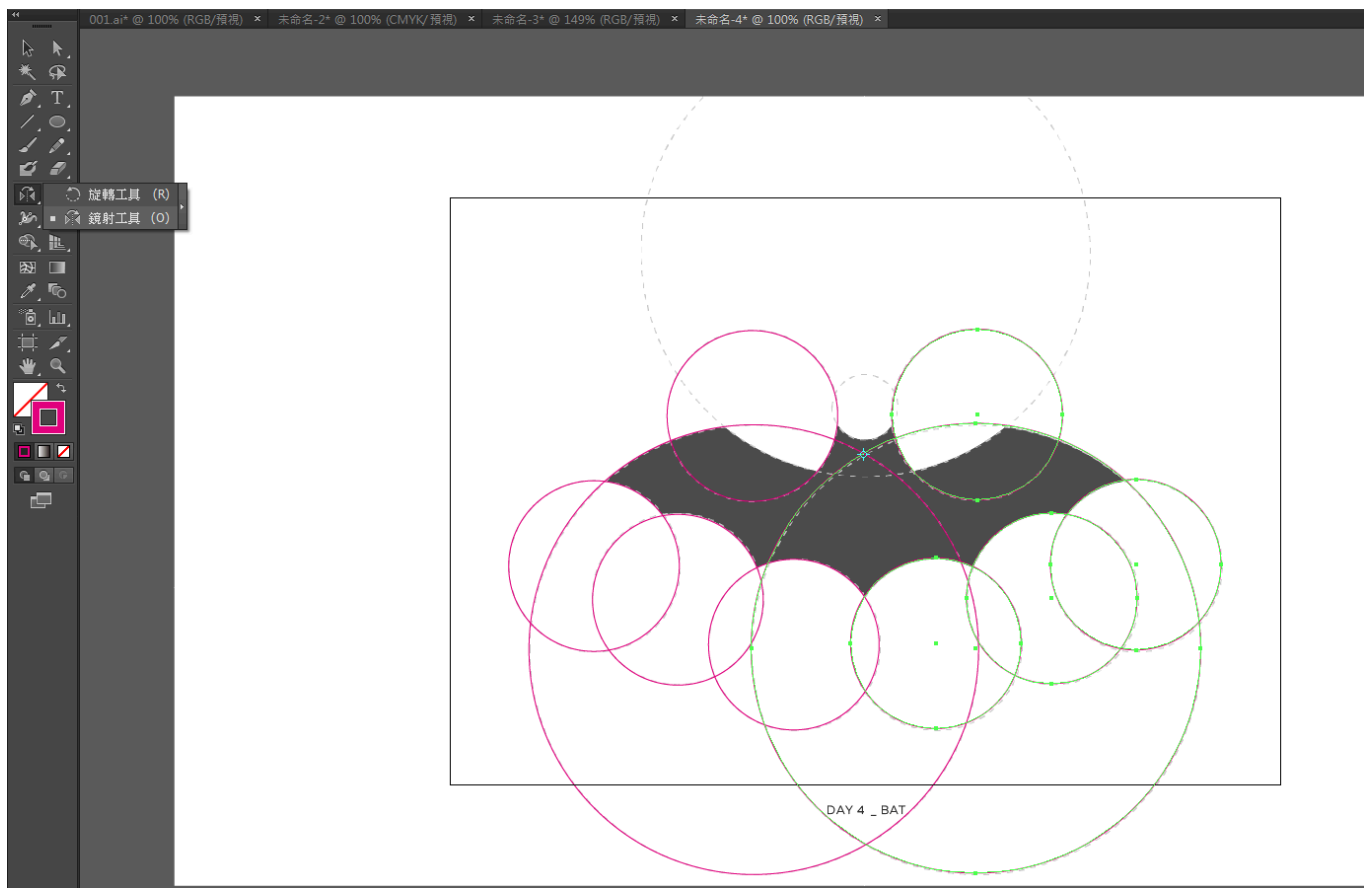 001.ai* @ 100% (RGB/預視) × 未命名-2* @ 100% (CMYK/預視) × 未命名-3* @ 149% (RGB/預視) × 未命名-4* @ 100% (RGB/預視) ×
旋轉工具 (R)
鏡射工具 (O)
DAY 4 _ BAT